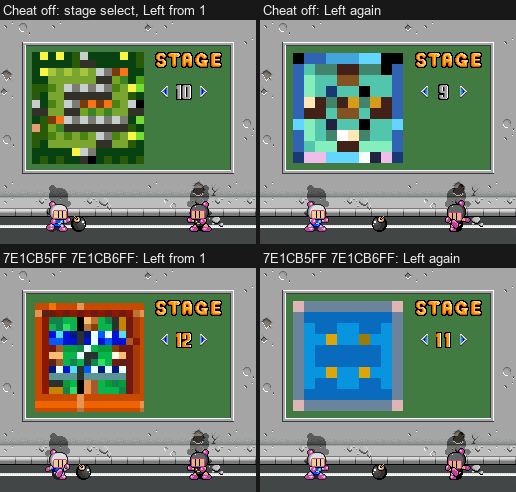 Cheat off: stage select, Left from 1
Cheat off: Left again
STAGE
10
STAGE
9
7E1CB5FF 7E1CB6FF: Left from 1
7E1CB5FF 7E1CB6FF: Left again
STAGE
12
STAGE
11